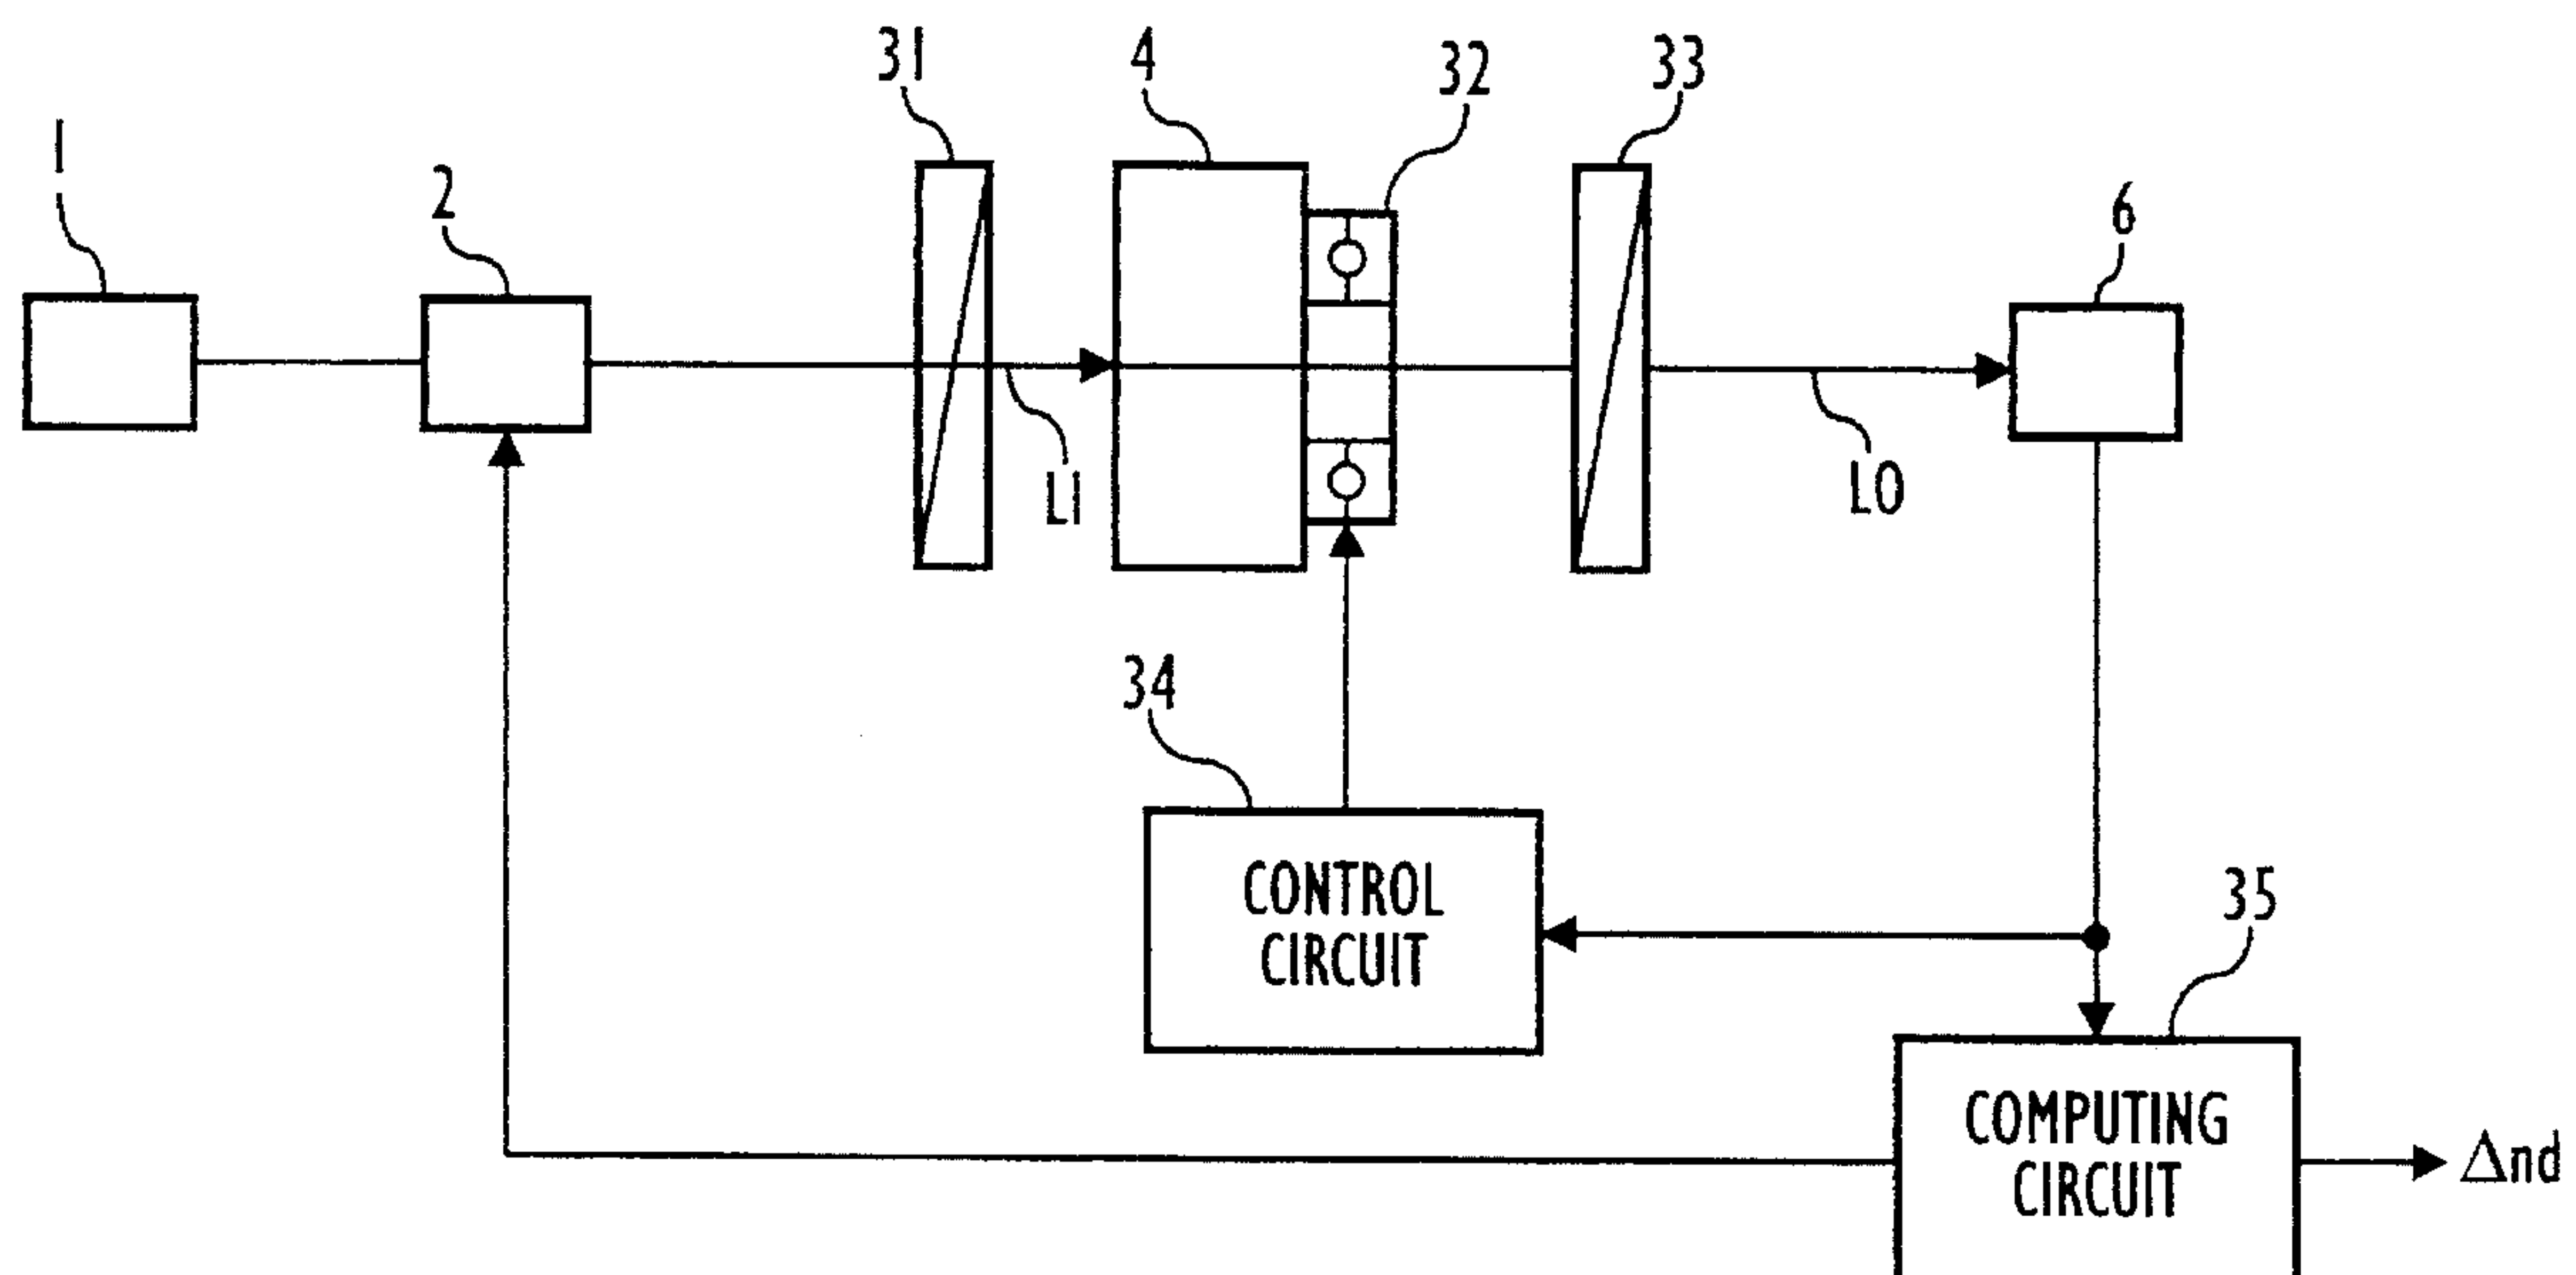 31
4
32
33
1
2
6
LI
LO
34
CONTROL
CIRCUIT
35
COMPUTING
CIRCUIT
Δnd